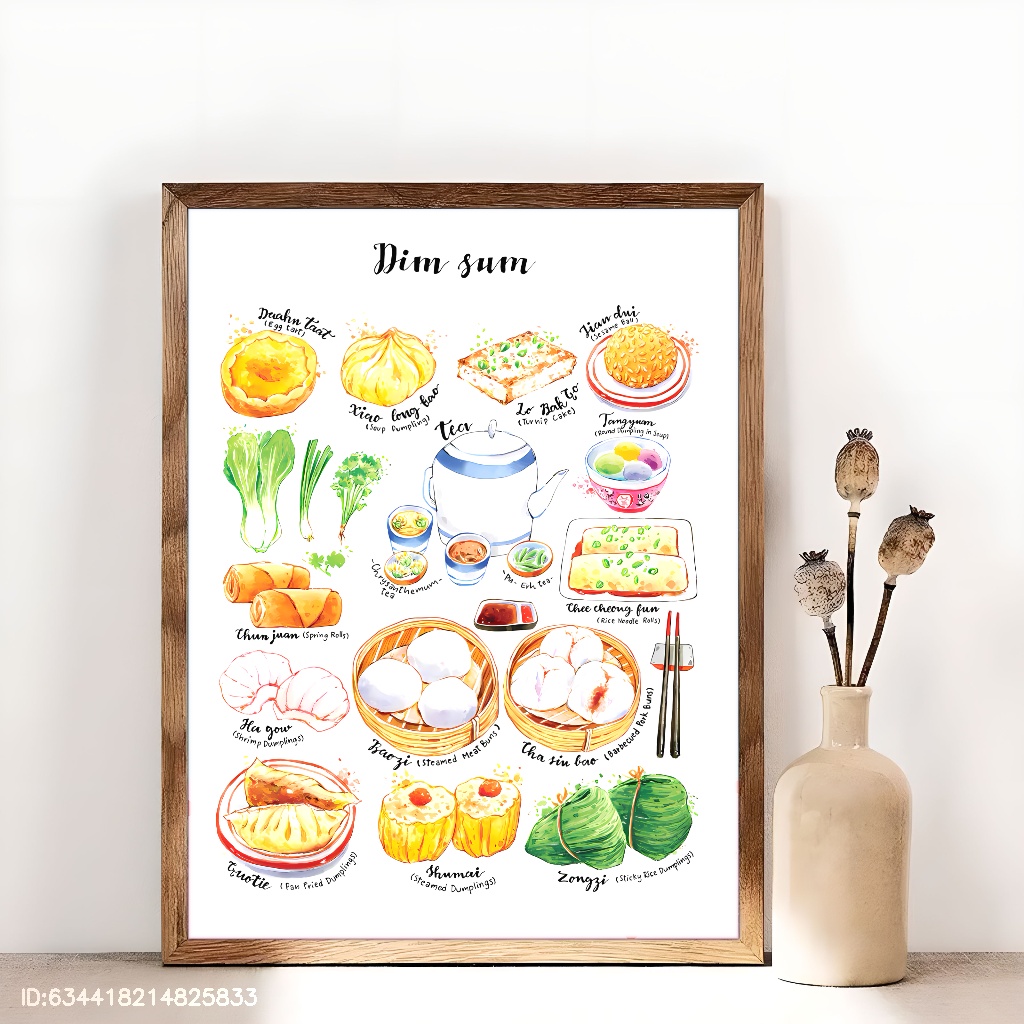 Dim sum
Daahn taat
(Egg tart)
Xiao long bao
(Soup Dumpling)
Lo Bak Go
(Turnip Cake)
Jian dui
(Sesame Ball)
Tea
Tangyuan
(Round Dumpling in Soup)
Chrysanthemum-
tea
Pu-Erh tea-
Chee cheong fun
(Rice Noodle Rolls)
Chun juan (Spring Rolls)
Ha gow
(Shrimp Dumplings)
Baozi (Steamed Meat Buns)
Cha siu bao (Barbecued Pork Buns)
Guotie (Pan Fried Dumplings)
Shumai
(Steamed Dumplings)
Zongzi (Sticky Rice Dumplings)
ID:634418214825833